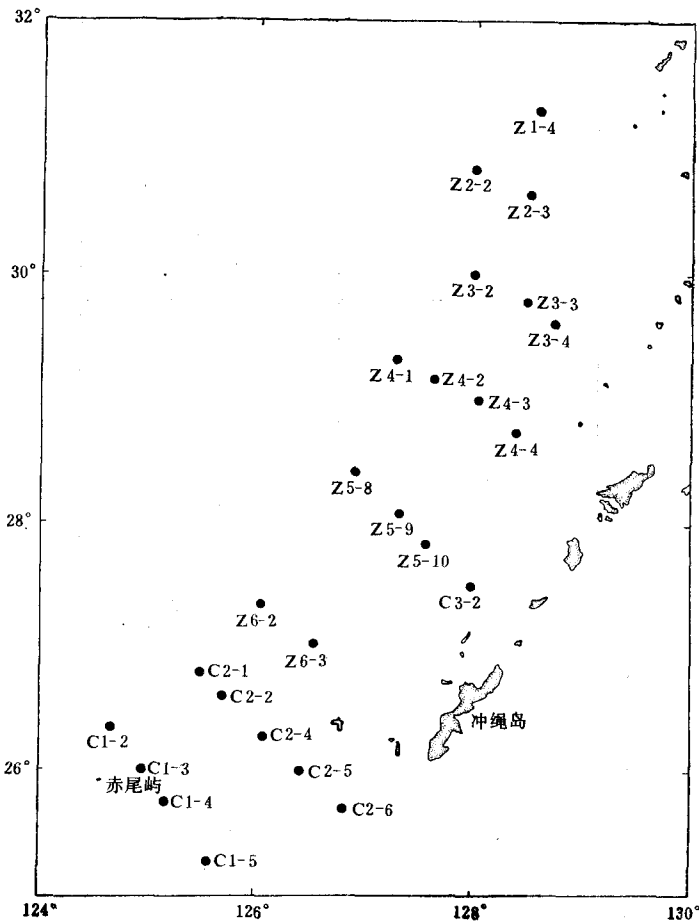 32°
Z1-4
Z2-2
Z2-3
30°
Z3-2
Z3-3
Z3-4
Z4-1
Z4-2
Z4-3
Z4-4
Z5-8
28°
Z5-9
Z5-10
C3-2
Z6-2
Z6-3
C2-1
C2-2
冲绳岛
C1-2
C2-4
26°
C1-3
C2-5
赤尾屿
C1-4
C2-6
C1-5
124°
126°
128°
130°